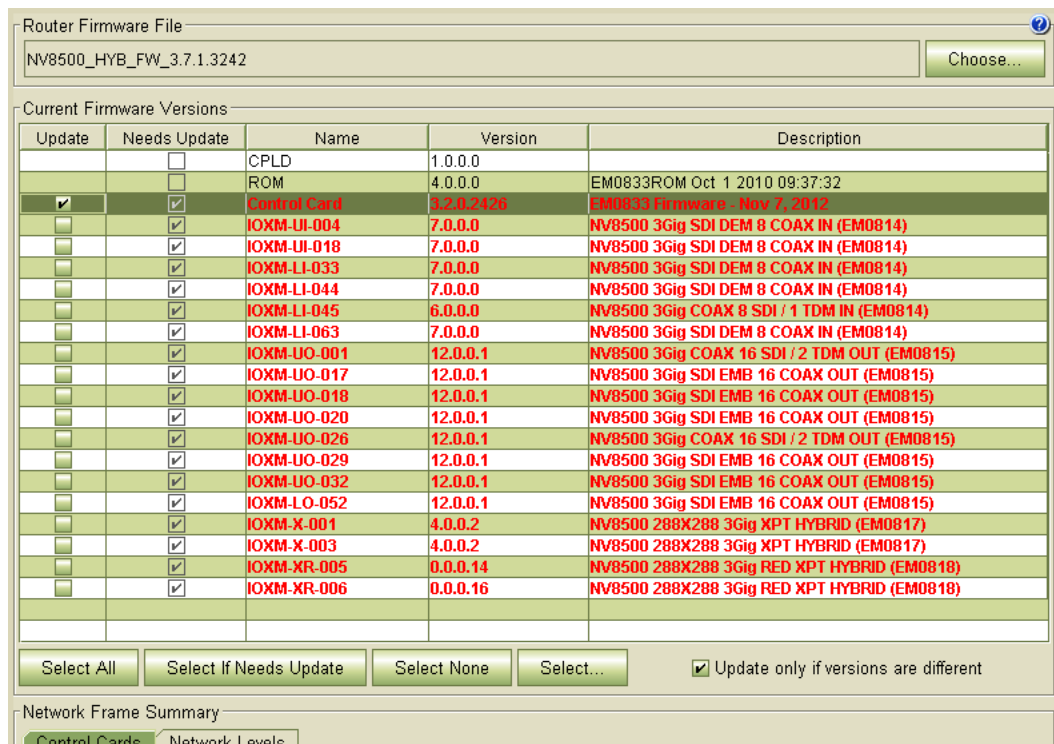 Router Firmware File
?
NV8500_HYB_FW_3.7.1.3242 Choose...
Current Firmware Versions
Update Needs Update Name Version Description
CPLD 1.0.0.0
ROM 4.0.0.0 EM0833ROM Oct 1 2010 09:37:32
Control Card 3.2.0.2426 EM0833 Firmware - Nov 7, 2012
IOXM-UI-004 7.0.0.0 NV8500 3Gig SDI DEM 8 COAX IN (EM0814)
IOXM-UI-018 7.0.0.0 NV8500 3Gig SDI DEM 8 COAX IN (EM0814)
IOXM-LI-033 7.0.0.0 NV8500 3Gig SDI DEM 8 COAX IN (EM0814)
IOXM-LI-044 7.0.0.0 NV8500 3Gig SDI DEM 8 COAX IN (EM0814)
IOXM-LI-045 6.0.0.0 NV8500 3Gig COAX 8 SDI / 1 TDM IN (EM0814)
IOXM-LI-063 7.0.0.0 NV8500 3Gig SDI DEM 8 COAX IN (EM0814)
IOXM-UO-001 12.0.0.1 NV8500 3Gig COAX 16 SDI / 2 TDM OUT (EM0815)
IOXM-UO-017 12.0.0.1 NV8500 3Gig SDI EMB 16 COAX OUT (EM0815)
IOXM-UO-018 12.0.0.1 NV8500 3Gig SDI EMB 16 COAX OUT (EM0815)
IOXM-UO-020 12.0.0.1 NV8500 3Gig SDI EMB 16 COAX OUT (EM0815)
IOXM-UO-026 12.0.0.1 NV8500 3Gig COAX 16 SDI / 2 TDM OUT (EM0815)
IOXM-UO-029 12.0.0.1 NV8500 3Gig SDI EMB 16 COAX OUT (EM0815)
IOXM-UO-032 12.0.0.1 NV8500 3Gig SDI EMB 16 COAX OUT (EM0815)
IOXM-LO-052 12.0.0.1 NV8500 3Gig SDI EMB 16 COAX OUT (EM0815)
IOXM-X-001 4.0.0.2 NV8500 288X288 3Gig XPT HYBRID (EM0817)
IOXM-X-003 4.0.0.2 NV8500 288X288 3Gig XPT HYBRID (EM0817)
IOXM-XR-005 0.0.0.14 NV8500 288X288 3Gig RED XPT HYBRID (EM0818)
IOXM-XR-006 0.0.0.16 NV8500 288X288 3Gig RED XPT HYBRID (EM0818)
Select All Select If Needs Update Select None Select... Update only if versions are different
Network Frame Summary
Control Cards Network Levels